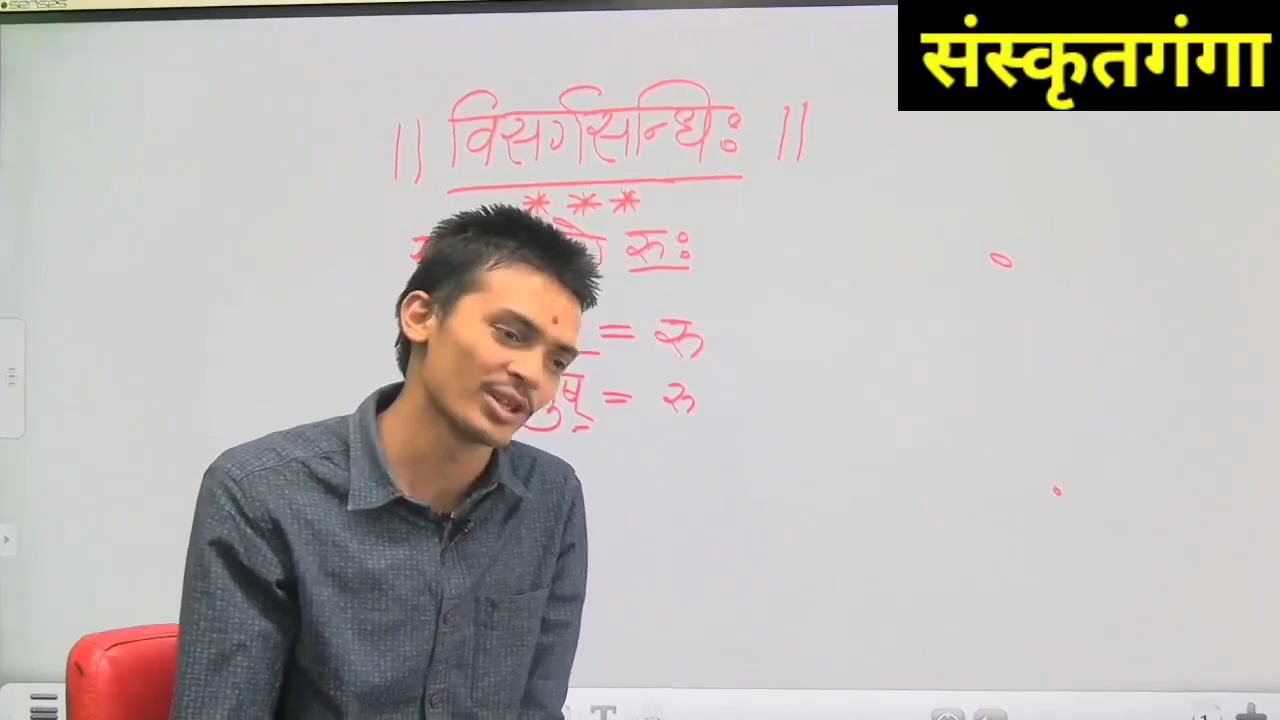 संस्कृतगंगा
|| विसर्गसन्धिः ||
***
रुः
= रु
= रु